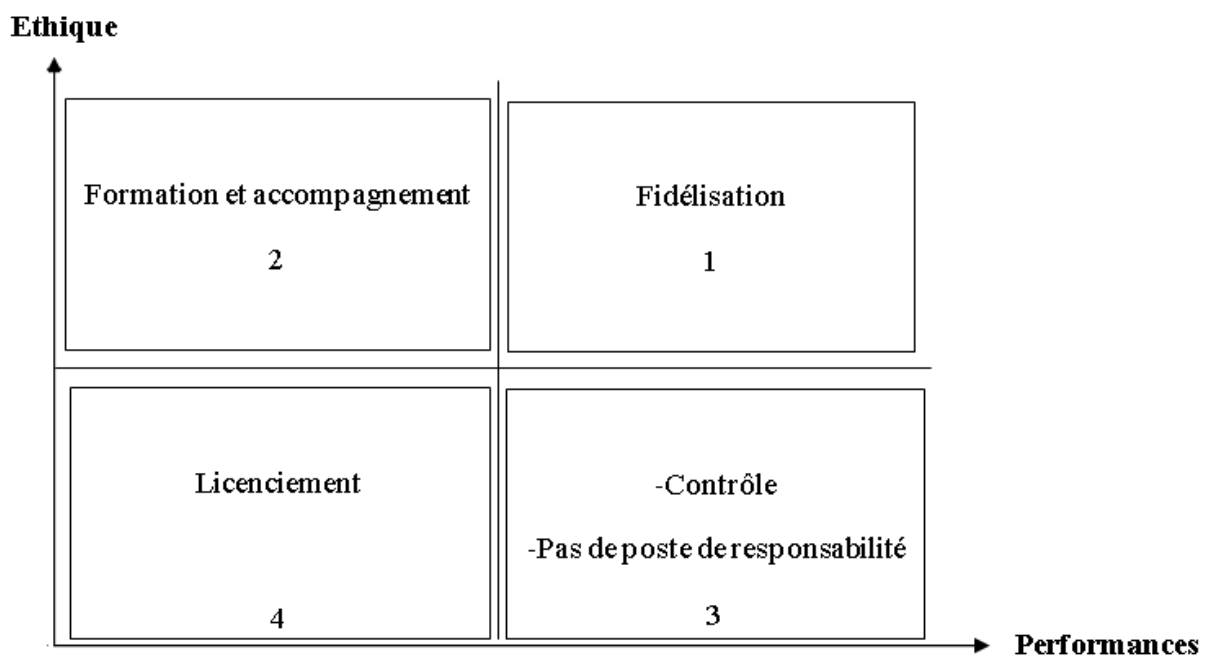 Ethique
Formation et accompagnement
2
Fidélisation
1
Licenciement
4
-Contrôle
-Pas de poste de responsabilité
3
Performances